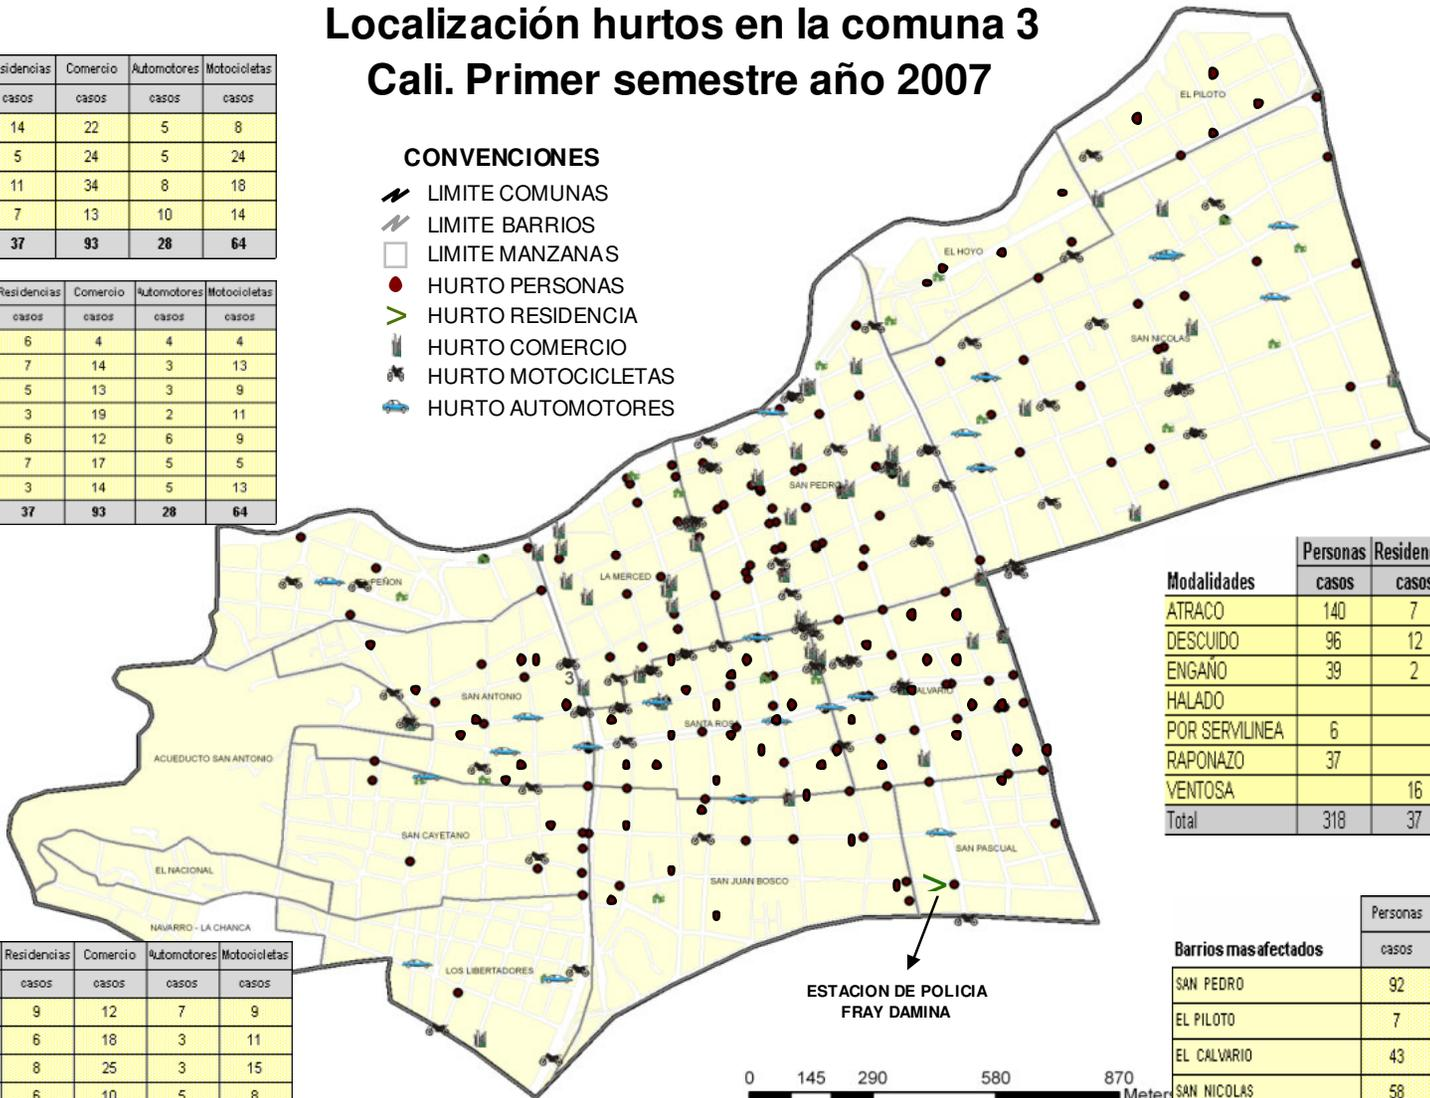 Localización hurtos en la comuna 3
Cali. Primer semestre año 2007
sidencias Comercio Automotores Motocicletas
casos casos casos casos
14 22 5 8
5 24 5 24
11 34 8 18
7 13 10 14
37 93 28 64
Residencias Comercio Automotores Motocicletas
casos casos casos casos
6 4 4 4
7 14 3 13
5 13 3 9
3 19 2 11
6 12 6 9
7 17 5 5
3 14 5 13
37 93 28 64
CONVENCIONES
LIMITE COMUNAS
LIMITE BARRIOS
LIMITE MANZANAS
HURTO PERSONAS
HURTO RESIDENCIA
HURTO COMERCIO
HURTO MOTOCICLETAS
HURTO AUTOMOTORES
EL PILOTO
EL HOYO
SAN NICOLAS
SAN PEDRO
LA MERCED
PEÑON
3
SAN ANTONIO
CALVARIO
SANTA ROSA
ACUEDUCTO SAN ANTONIO
SAN CAYETANO
SAN PASCUAL
EL NACIONAL
SAN JUAN BOSCO
NAVARRO - LA CHANCA
LOS LIBERTADORES
ESTACION DE POLICIA
FRAY DAMINA
0 145 290 580 870
Meters
Personas Residen
Modalidades casos casos
ATRACO 140 7
DESCUIDO 96 12
ENGAÑO 39 2
HALADO
POR SERVILINEA 6
RAPONAZO 37
VENTOSA 16
Total 318 37
Personas
Barrios mas afectados casos
SAN PEDRO 92
EL PILOTO 7
EL CALVARIO 43
SAN NICOLAS 58
Residencias Comercio Automotores Motocicletas
casos casos casos casos
9 12 7 9
6 18 3 11
8 25 3 15
6 10 5 8